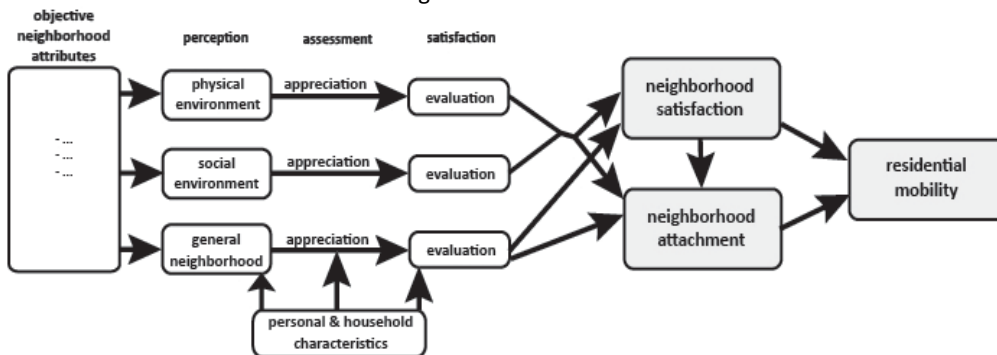 objective
neighborhood
attributes
perception
assessment
satisfaction
- ...
- ...
- ...
physical
environment
appreciation
evaluation
social
environment
appreciation
evaluation
general
neighborhood
appreciation
evaluation
personal & household
characteristics
neighborhood
satisfaction
neighborhood
attachment
residential
mobility